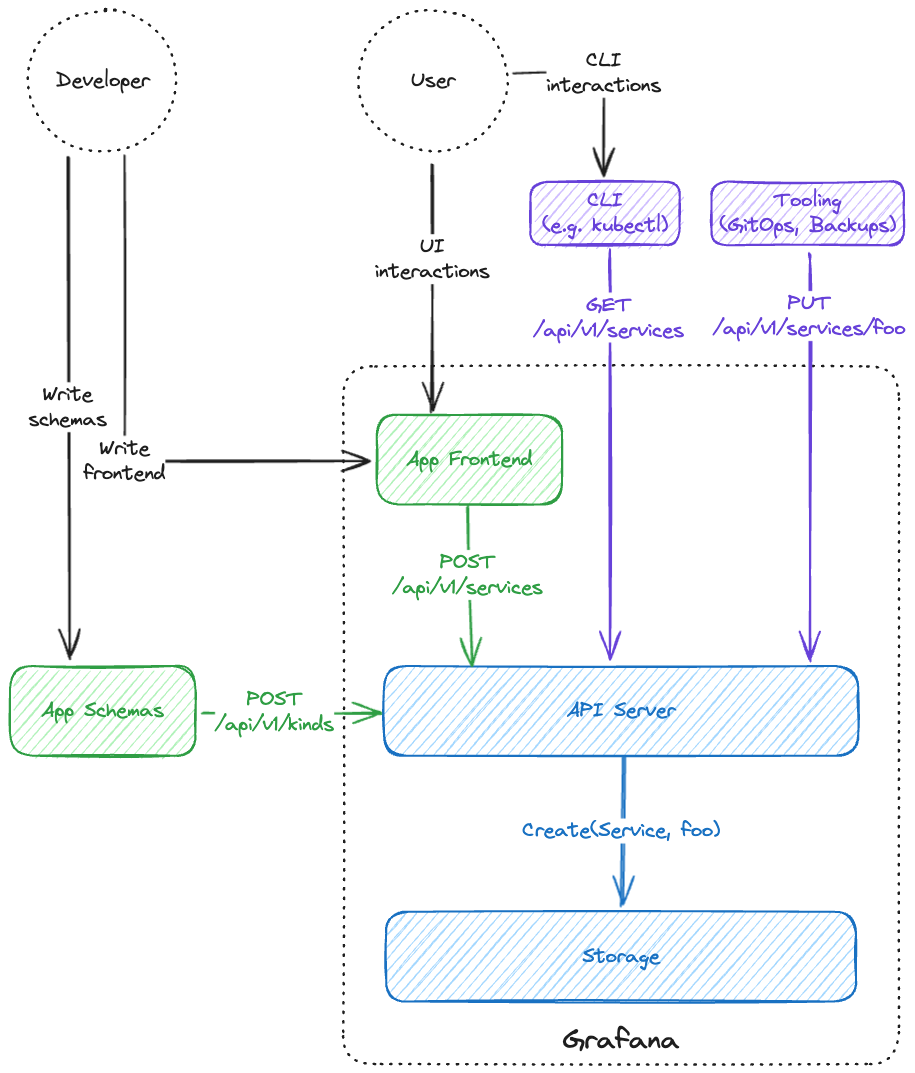 Developer
User
CLI
interactions
CLI
(e.g. kubectl)
Tooling
(GitOps, Backups)
UI
interactions
GET
/api/v1/services
PUT
/api/v1/services/foo
Write
schemas
Write
frontend
App Frontend
POST
/api/v1/services
App Schemas
POST
/api/v1/kinds
API Server
Create(Service, foo)
Storage
Grafana